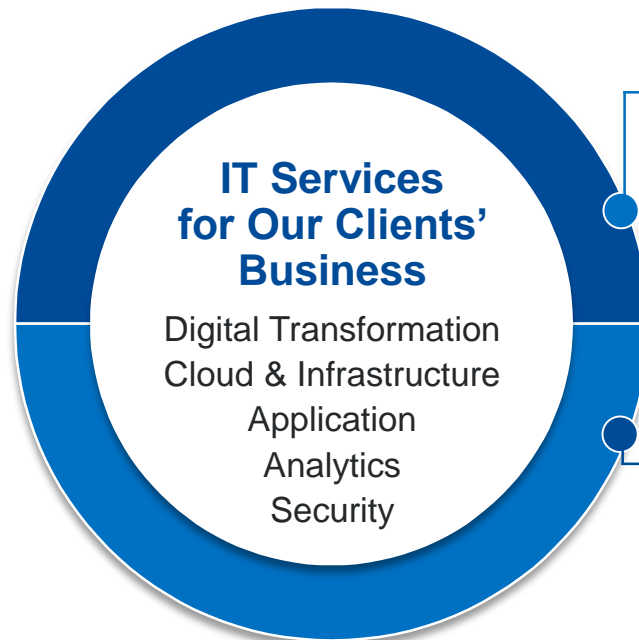 IT Services
for Our Clients’
Business
Digital Transformation
Cloud & Infrastructure
Application
Analytics
Security